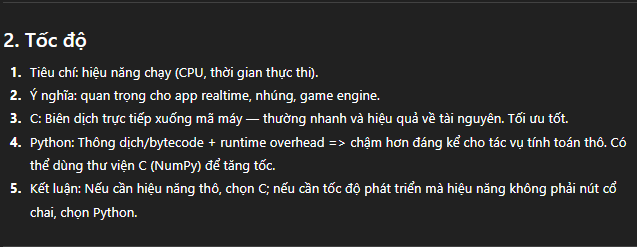 2. Tốc độ
1. Tiêu chí: hiệu năng chạy (CPU, thời gian thực thi).
2. Ý nghĩa: quan trọng cho app realtime, nhúng, game engine.
3. C: Biên dịch trực tiếp xuống mã máy — thường nhanh và hiệu quả về tài nguyên. Tối ưu tốt.
4. Python: Thông dịch/bytecode + runtime overhead => chậm hơn đáng kể cho tác vụ tính toán thô. Có
thể dùng thư viện C (NumPy) để tăng tốc.
5. Kết luận: Nếu cần hiệu năng thô, chọn C; nếu cần tốc độ phát triển mà hiệu năng không phải nút cổ
chai, chọn Python.